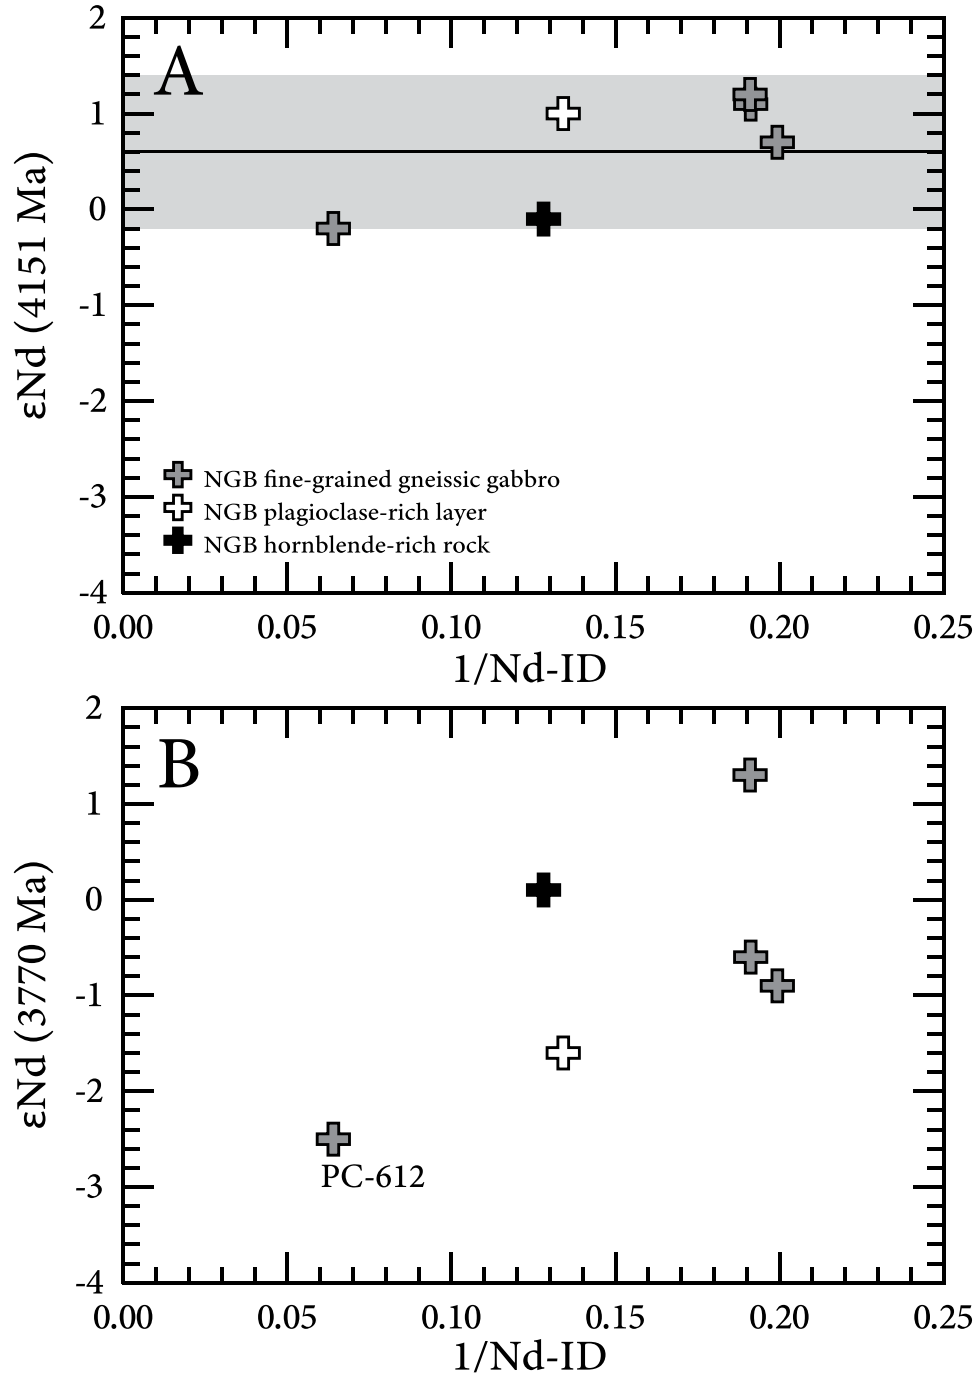 2
A
1
0
-1
-2
-3
-4
εNd (4151 Ma)
NGB fine-grained gneissic gabbro
NGB plagioclase-rich layer
NGB hornblende-rich rock
0.00 0.05 0.10 0.15 0.20 0.25
1/Nd-ID
2
B
1
0
-1
-2
-3
-4
εNd (3770 Ma)
PC-612
0.00 0.05 0.10 0.15 0.20 0.25
1/Nd-ID